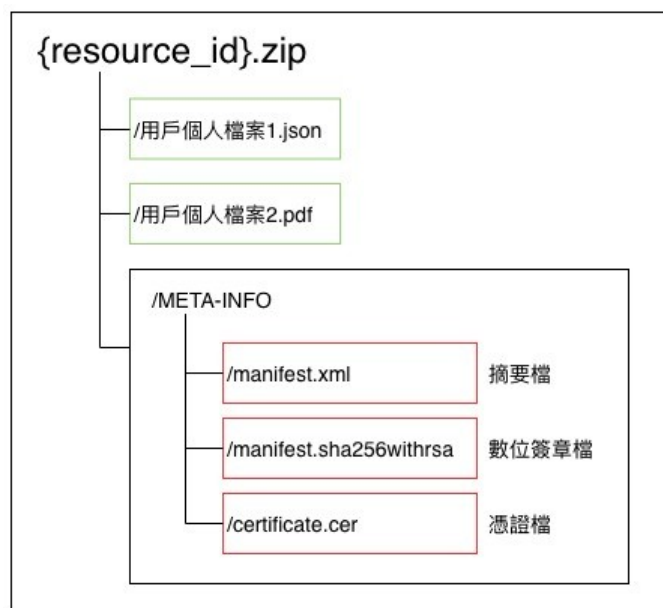 {resource_id}.zip
/用戶個人檔案1.json
/用戶個人檔案2.pdf
/META-INFO
/manifest.xml 摘要檔
/manifest.sha256withrsa 數位簽章檔
/certificate.cer 憑證檔